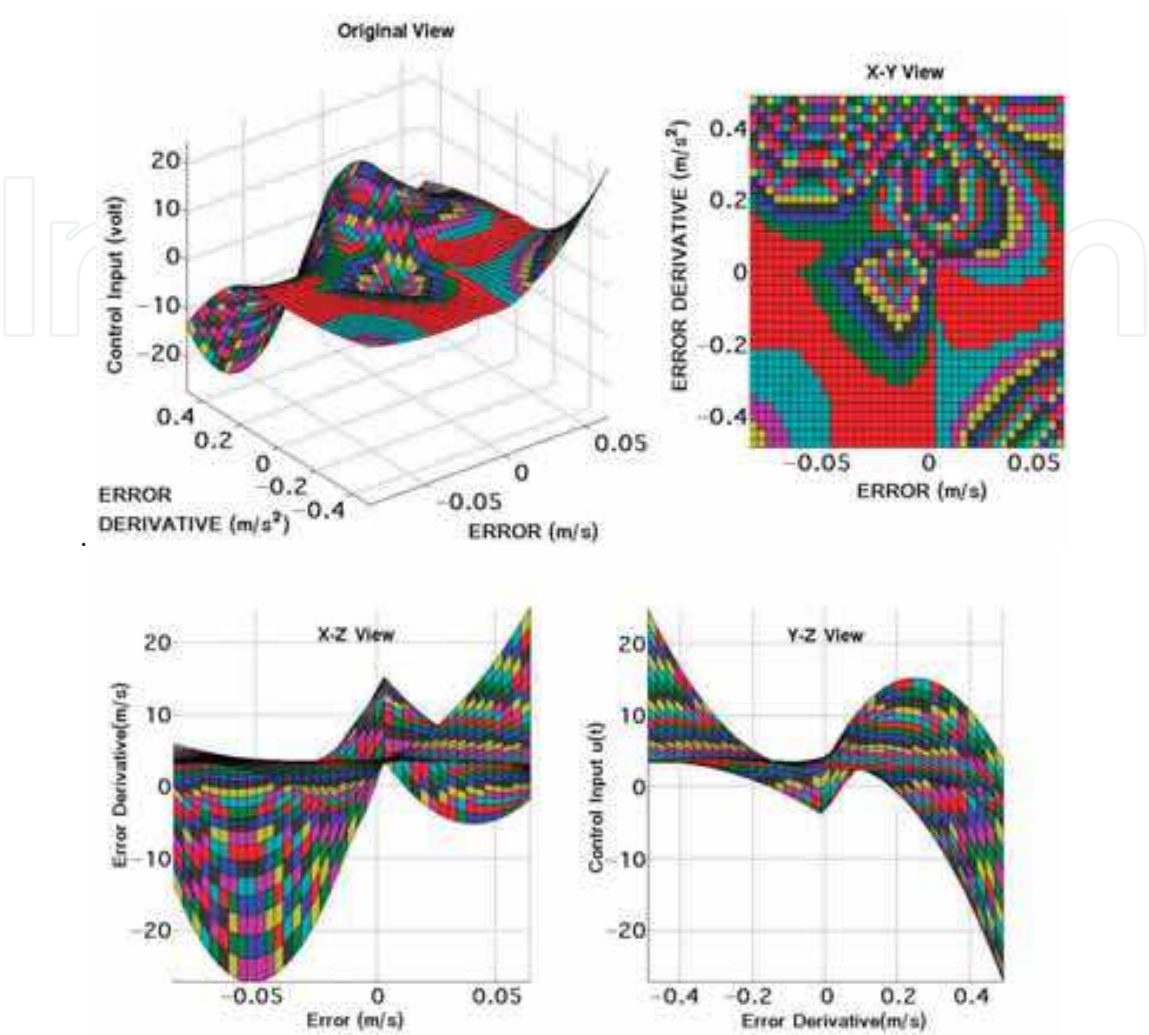 Original View
20
10
0
−10
−20
Control Input (volt)
0.4
0.2
0
−0.2
−0.4
ERROR
DERIVATIVE (m/s²)
−0.05
0
0.05
ERROR (m/s)
X-Y View
0.4
0.2
0
−0.2
−0.4
ERROR DERIVATIVE (m/s²)
−0.05
0
0.05
ERROR (m/s)
X-Z View
20
10
0
−10
−20
Error Derivative(m/s)
−0.05
0
0.05
Error (m/s)
Y-Z View
20
10
0
−10
−20
Control Input u(t)
−0.4
−0.2
0
0.2
0.4
Error Derivative(m/s)